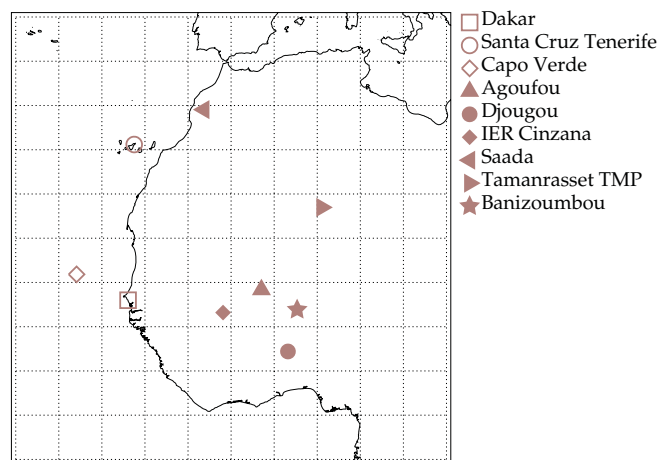 Dakar
Santa Cruz Tenerife
Capo Verde
Agoufou
Djougou
IER Cinzana
Saada
Tamanrasset TMP
Banizoumbou